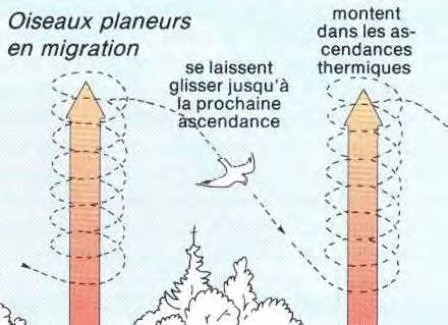 Oiseaux planeurs
en migration
se laissent
glisser jusqu'à
la prochaine
ascendance
montent
dans les as-
cendances
thermiques